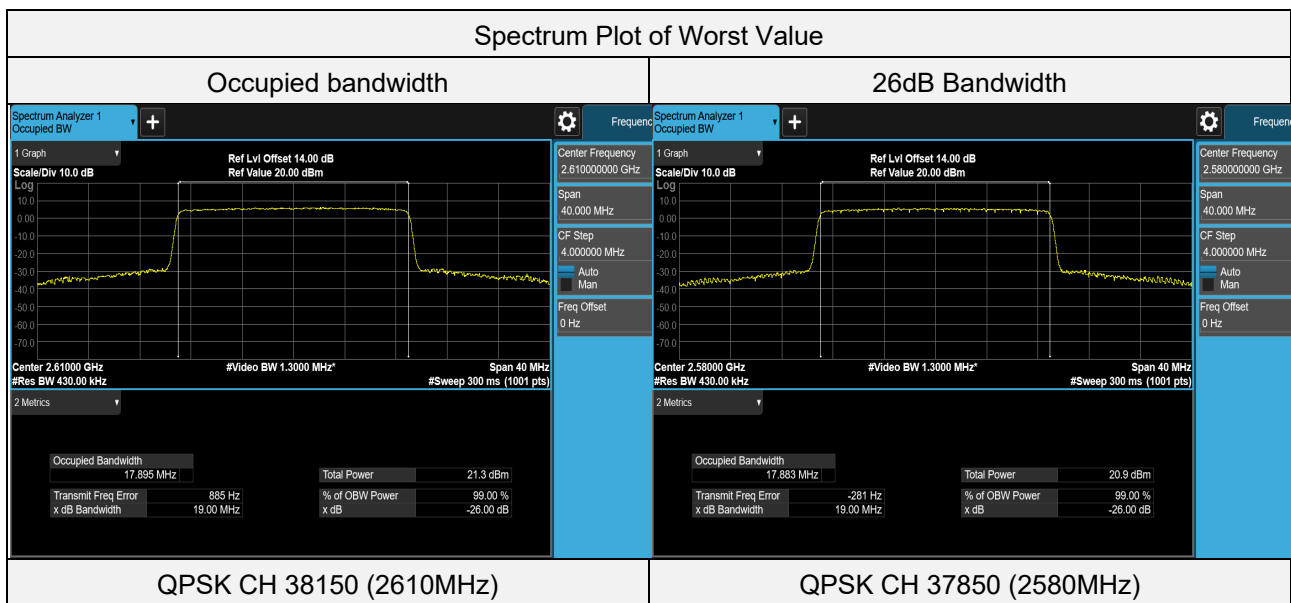 Spectrum Plot of Worst Value
Occupied bandwidth
26dB Bandwidth
Spectrum Analyzer 1
Occupied BW
+
Frequenc
1 Graph
Ref Lvl Offset 14.00 dB
Scale/Div 10.0 dB
Ref Value 20.00 dBm
Log
10.0
0.00
-10.0
-20.0
-30.0
-40.0
-50.0
-60.0
-70.0
Center 2.61000 GHz
#Video BW 1.3000 MHz*
Span 40 MHz
#Res BW 430.00 kHz
#Sweep 300 ms (1001 pts)
Center Frequency
2.610000000 GHz
Span
40.000 MHz
CF Step
4.000000 MHz
Auto
Man
Freq Offset
0 Hz
2 Metrics
Occupied Bandwidth
17.895 MHz
Total Power 21.3 dBm
Transmit Freq Error 885 Hz
% of OBW Power 99.00 %
x dB Bandwidth 19.00 MHz
x dB -26.00 dB
Spectrum Analyzer 1
Occupied BW
+
Frequen
1 Graph
Ref Lvl Offset 14.00 dB
Scale/Div 10.0 dB
Ref Value 20.00 dBm
Log
10.0
0.00
-10.0
-20.0
-30.0
-40.0
-50.0
-60.0
-70.0
Center 2.58000 GHz
#Video BW 1.3000 MHz*
Span 40 MHz
#Res BW 430.00 kHz
#Sweep 300 ms (1001 pts)
Center Frequency
2.580000000 GHz
Span
40.000 MHz
CF Step
4.000000 MHz
Auto
Man
Freq Offset
0 Hz
2 Metrics
Occupied Bandwidth
17.883 MHz
Total Power 20.9 dBm
Transmit Freq Error -281 Hz
% of OBW Power 99.00 %
x dB Bandwidth 19.00 MHz
x dB -26.00 dB
QPSK CH 38150 (2610MHz)
QPSK CH 37850 (2580MHz)